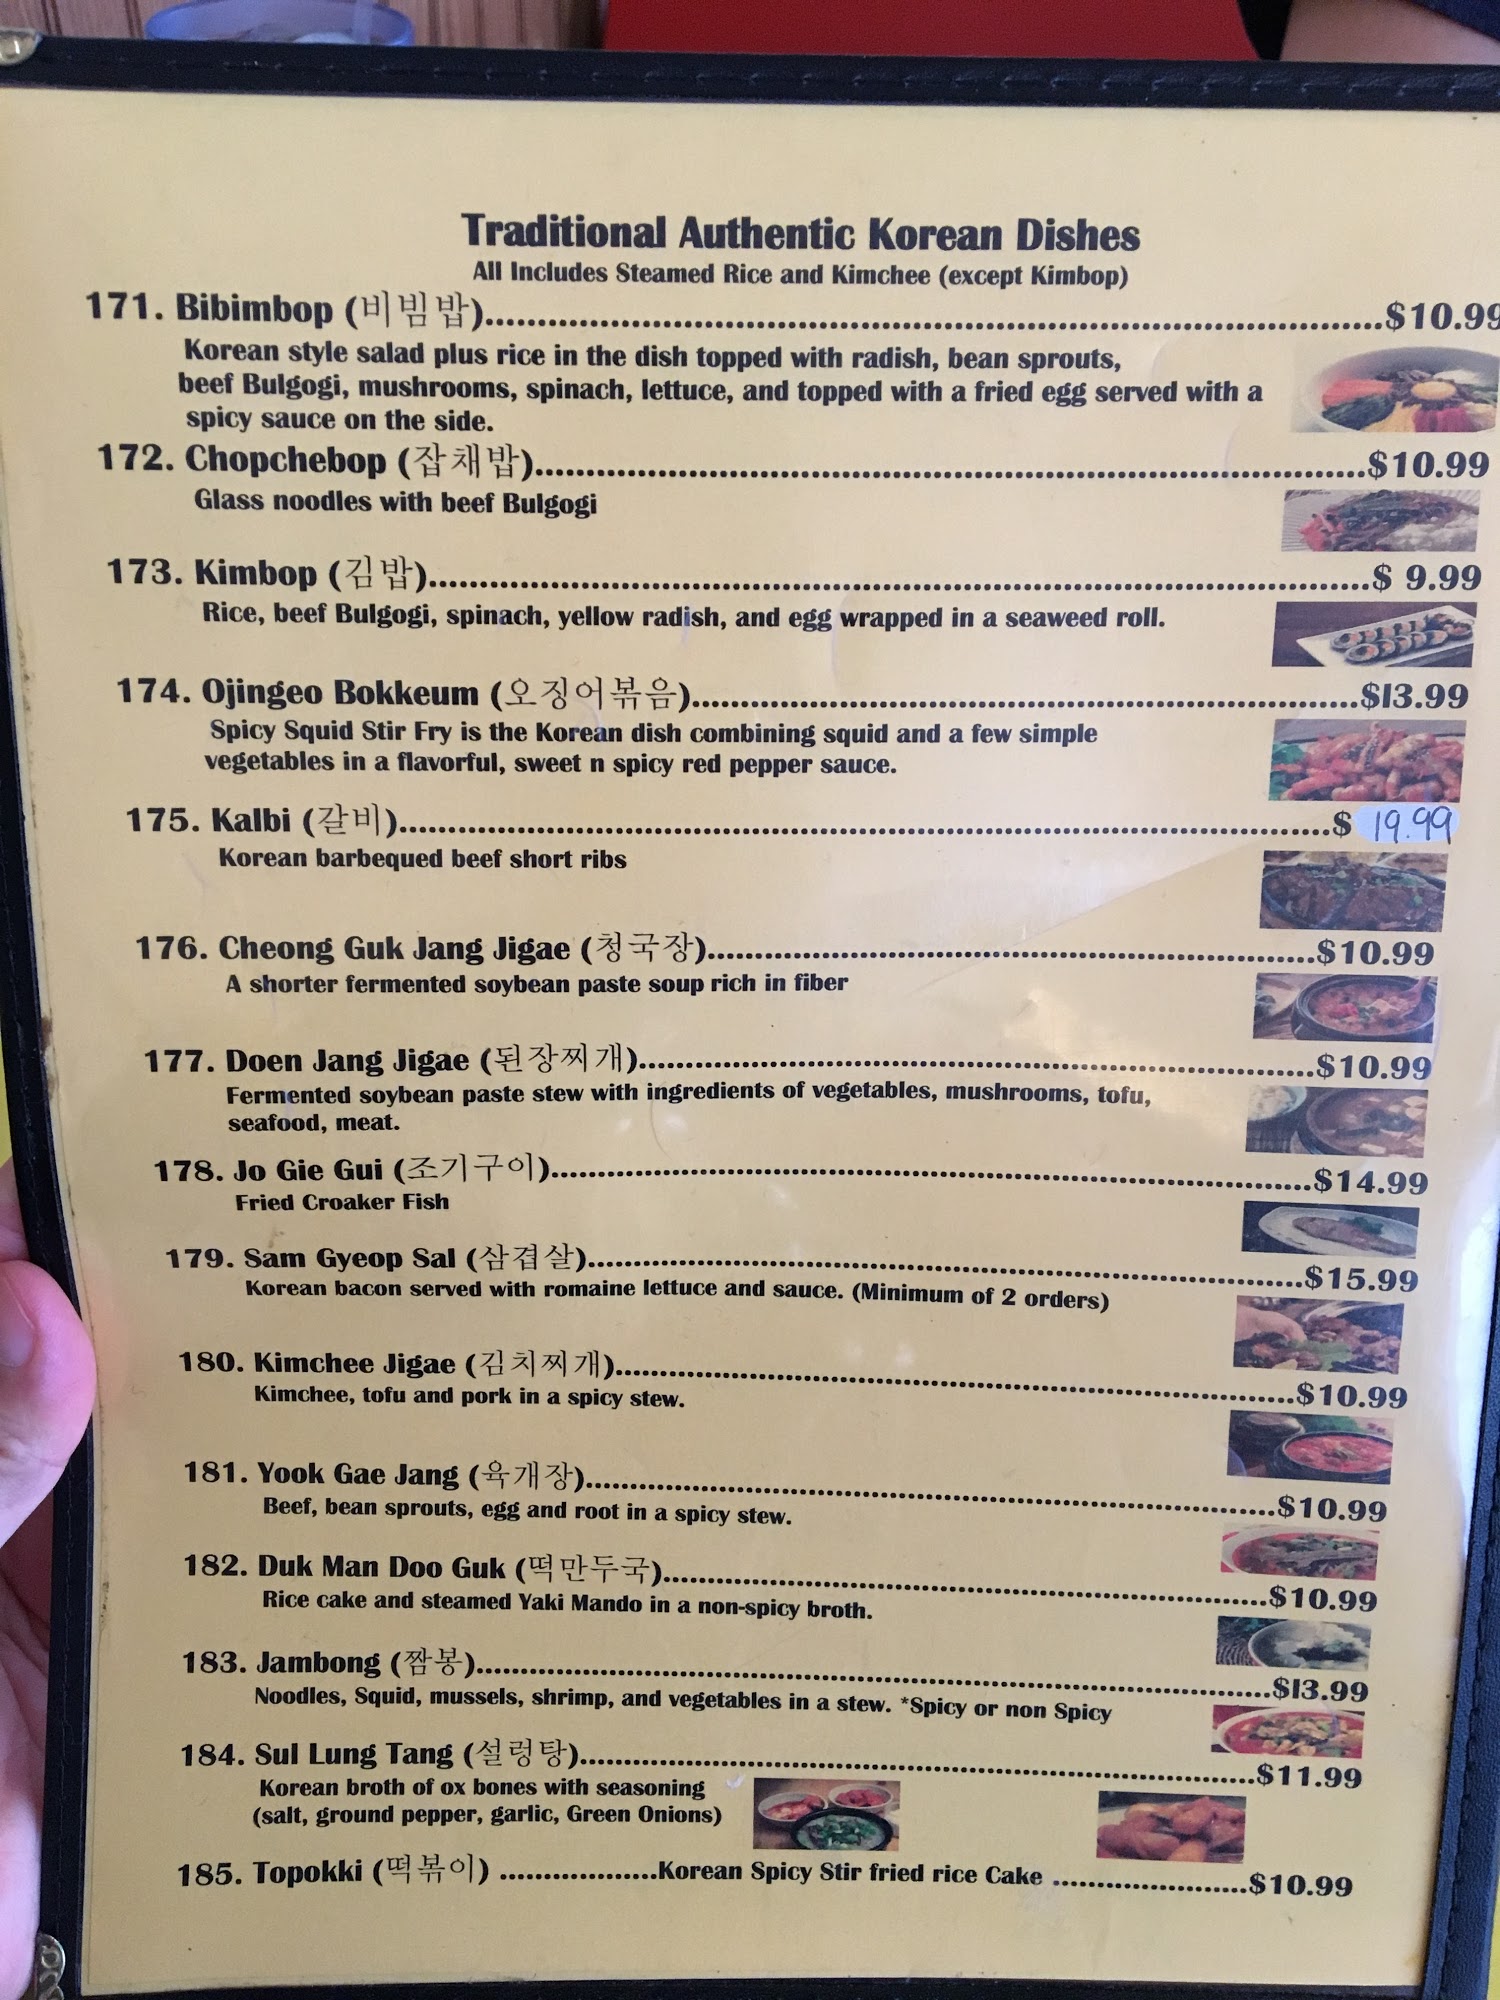 Traditional Authentic Korean Dishes
All Includes Steamed Rice and Kimchee (except Kimbop)
171. Bibimbop (비빔밥)..........$10.99
Korean style salad plus rice in the dish topped with radish, bean sprouts,
beef Bulgogi, mushrooms, spinach, lettuce, and topped with a fried egg served with a
spicy sauce on the side.
172. Chopchebop (잡채밥)..........$10.99
Glass noodles with beef Bulgogi
173. Kimbop (김밥)..........$ 9.99
Rice, beef Bulgogi, spinach, yellow radish, and egg wrapped in a seaweed roll.
174. Ojingeo Bokkeum (오징어볶음)..........$13.99
Spicy Squid Stir Fry is the Korean dish combining squid and a few simple
vegetables in a flavorful, sweet n spicy red pepper sauce.
175. Kalbi (갈비)..........$ 19.99
Korean barbequed beef short ribs
176. Cheong Guk Jang Jigae (청국장)..........$10.99
A shorter fermented soybean paste soup rich in fiber
177. Doen Jang Jigae (된장찌개)..........$10.99
Fermented soybean paste stew with ingredients of vegetables, mushrooms, tofu,
seafood, meat.
178. Jo Gie Gui (조기구이)..........$14.99
Fried Croaker Fish
179. Sam Gyeop Sal (삼겹살)..........$15.99
Korean bacon served with romaine lettuce and sauce. (Minimum of 2 orders)
180. Kimchee Jigae (김치찌개)..........$10.99
Kimchee, tofu and pork in a spicy stew.
181. Yook Gae Jang (육개장)..........$10.99
Beef, bean sprouts, egg and root in a spicy stew.
182. Duk Man Doo Guk (떡만두국)..........$10.99
Rice cake and steamed Yaki Mando in a non-spicy broth.
183. Jambong (짬봉)..........$13.99
Noodles, Squid, mussels, shrimp, and vegetables in a stew. *Spicy or non Spicy
184. Sul Lung Tang (설렁탕)..........$11.99
Korean broth of ox bones with seasoning
(salt, ground pepper, garlic, Green Onions)
185. Topokki (떡볶이) ..........Korean Spicy Stir fried rice Cake ..........$10.99